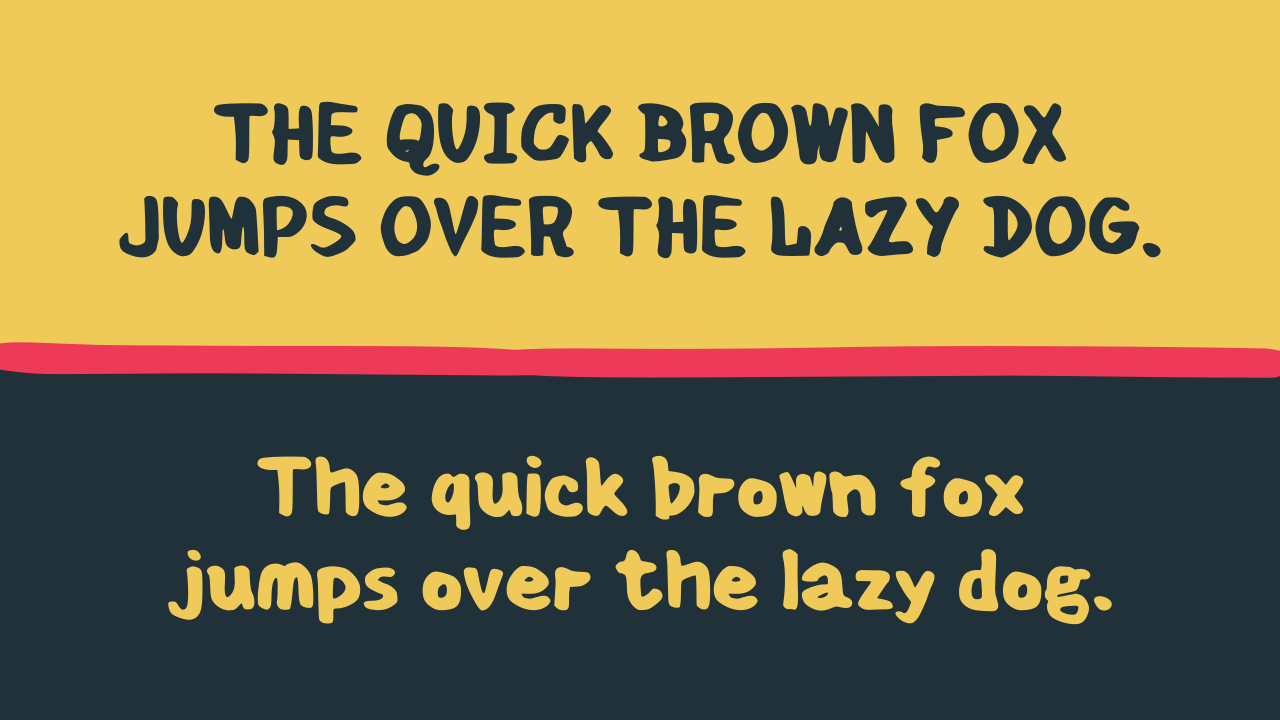 THE QUICK BROWN FOX
JUMPS OVER THE LAZY DOG.
The quick brown fox
jumps over the lazy dog.